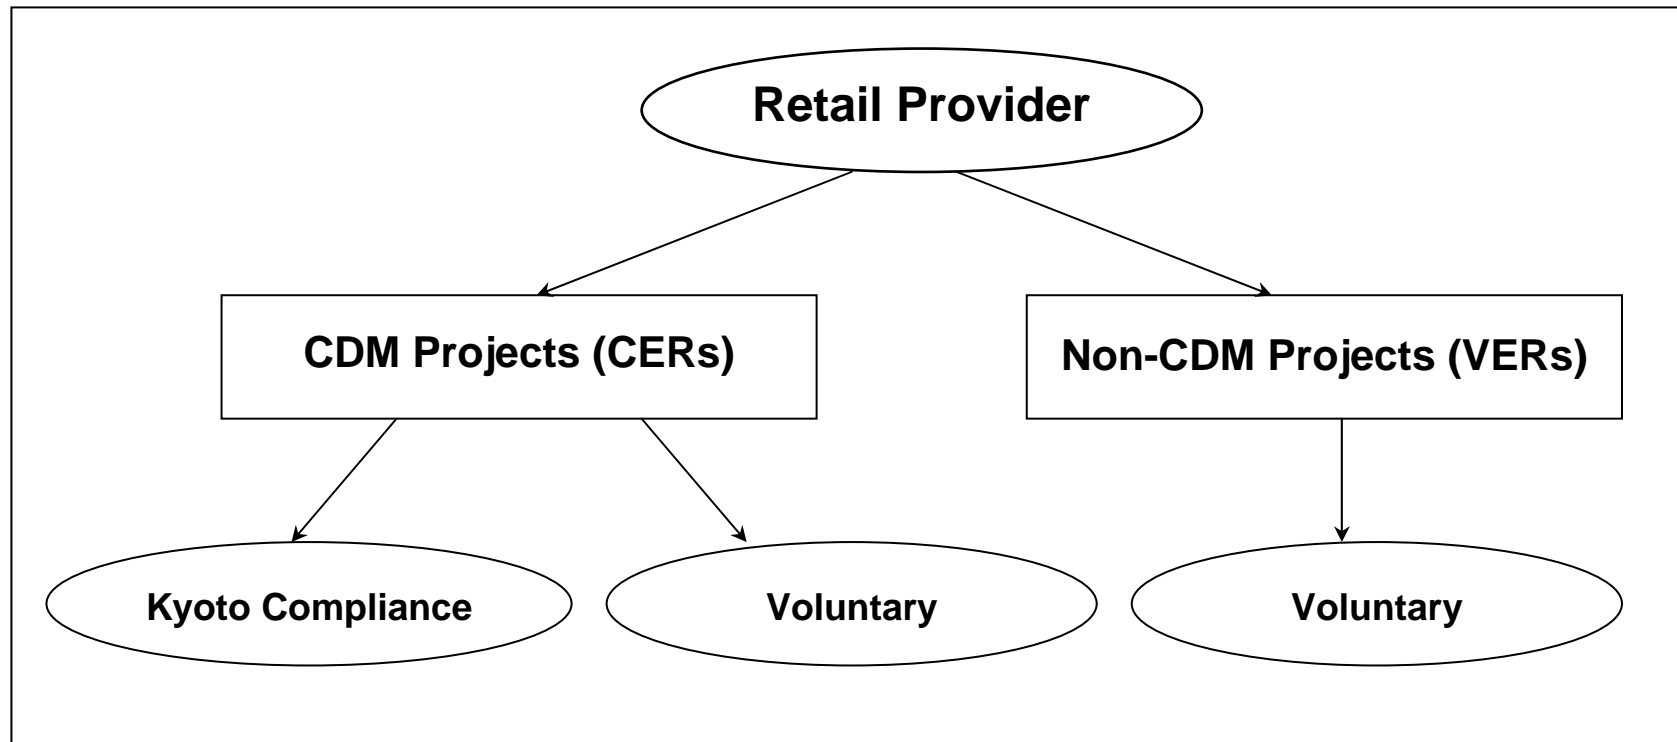 Retail Provider
CDM Projects (CERs)
Non-CDM Projects (VERs)
Kyoto Compliance
Voluntary
Voluntary